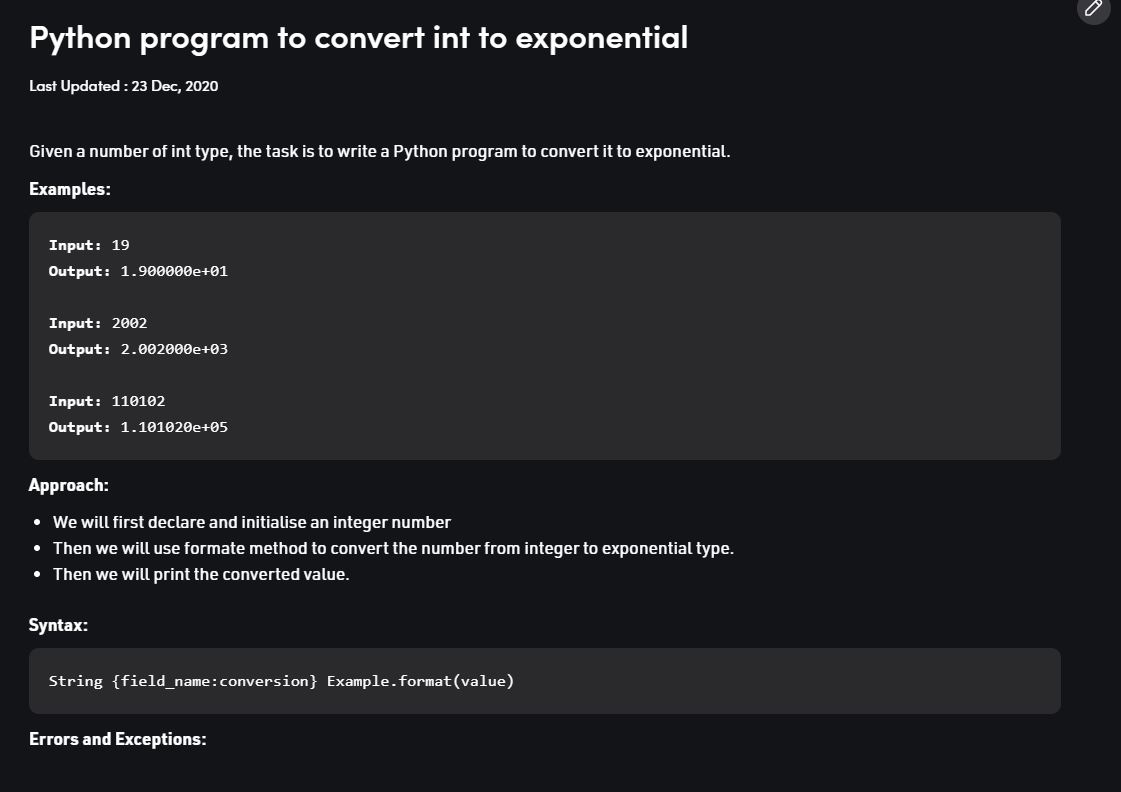 Python program to convert int to exponential
Last Updated : 23 Dec, 2020
Given a number of int type, the task is to write a Python program to convert it to exponential.
Examples:
Input: 19
Output: 1.900000e+01
Input: 2002
Output: 2.002000e+03
Input: 110102
Output: 1.101020e+05
Approach:
• We will first declare and initialise an integer number
• Then we will use formate method to convert the number from integer to exponential type.
• Then we will print the converted value.
Syntax:
String {field_name:conversion} Example.format(value)
Errors and Exceptions: